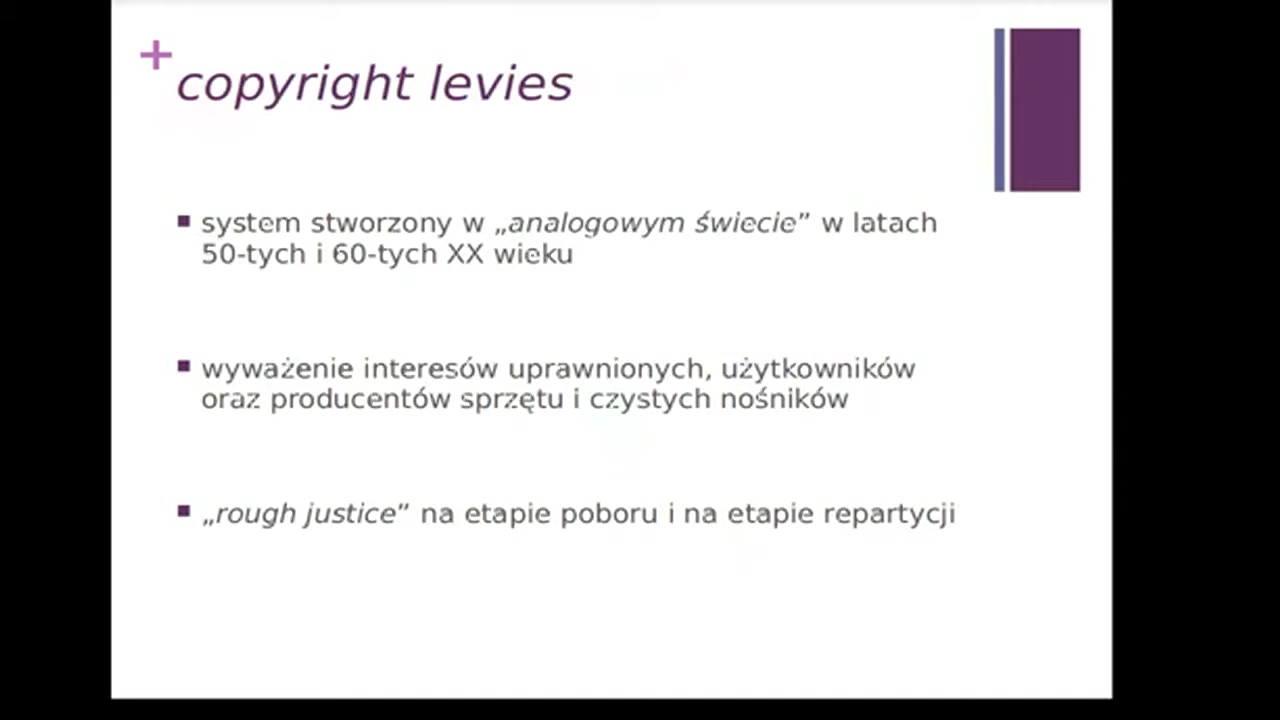 copyright levies
system stworzony w „analogowym świecie” w latach
50-tych i 60-tych XX wieku
wyważenie interesów uprawnionych, użytkowników
oraz producentów sprzętu i czystych nośników
„rough justice” na etapie poboru i na etapie repartycji